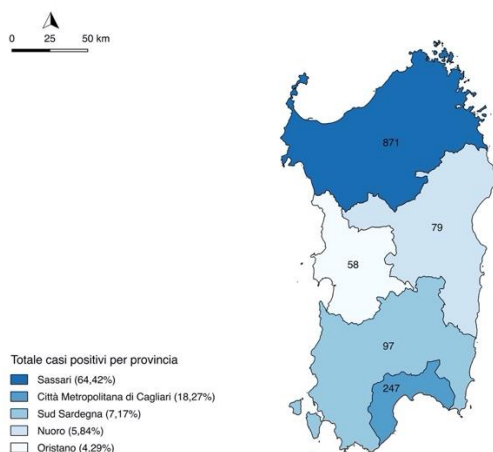 0 25 50 km
871
79
58
97
247
Totale casi positivi per provincia
Sassari (64,42%)
Città Metropolitana di Cagliari (18,27%)
Sud Sardegna (7,17%)
Nuoro (5,84%)
Oristano (4,29%)